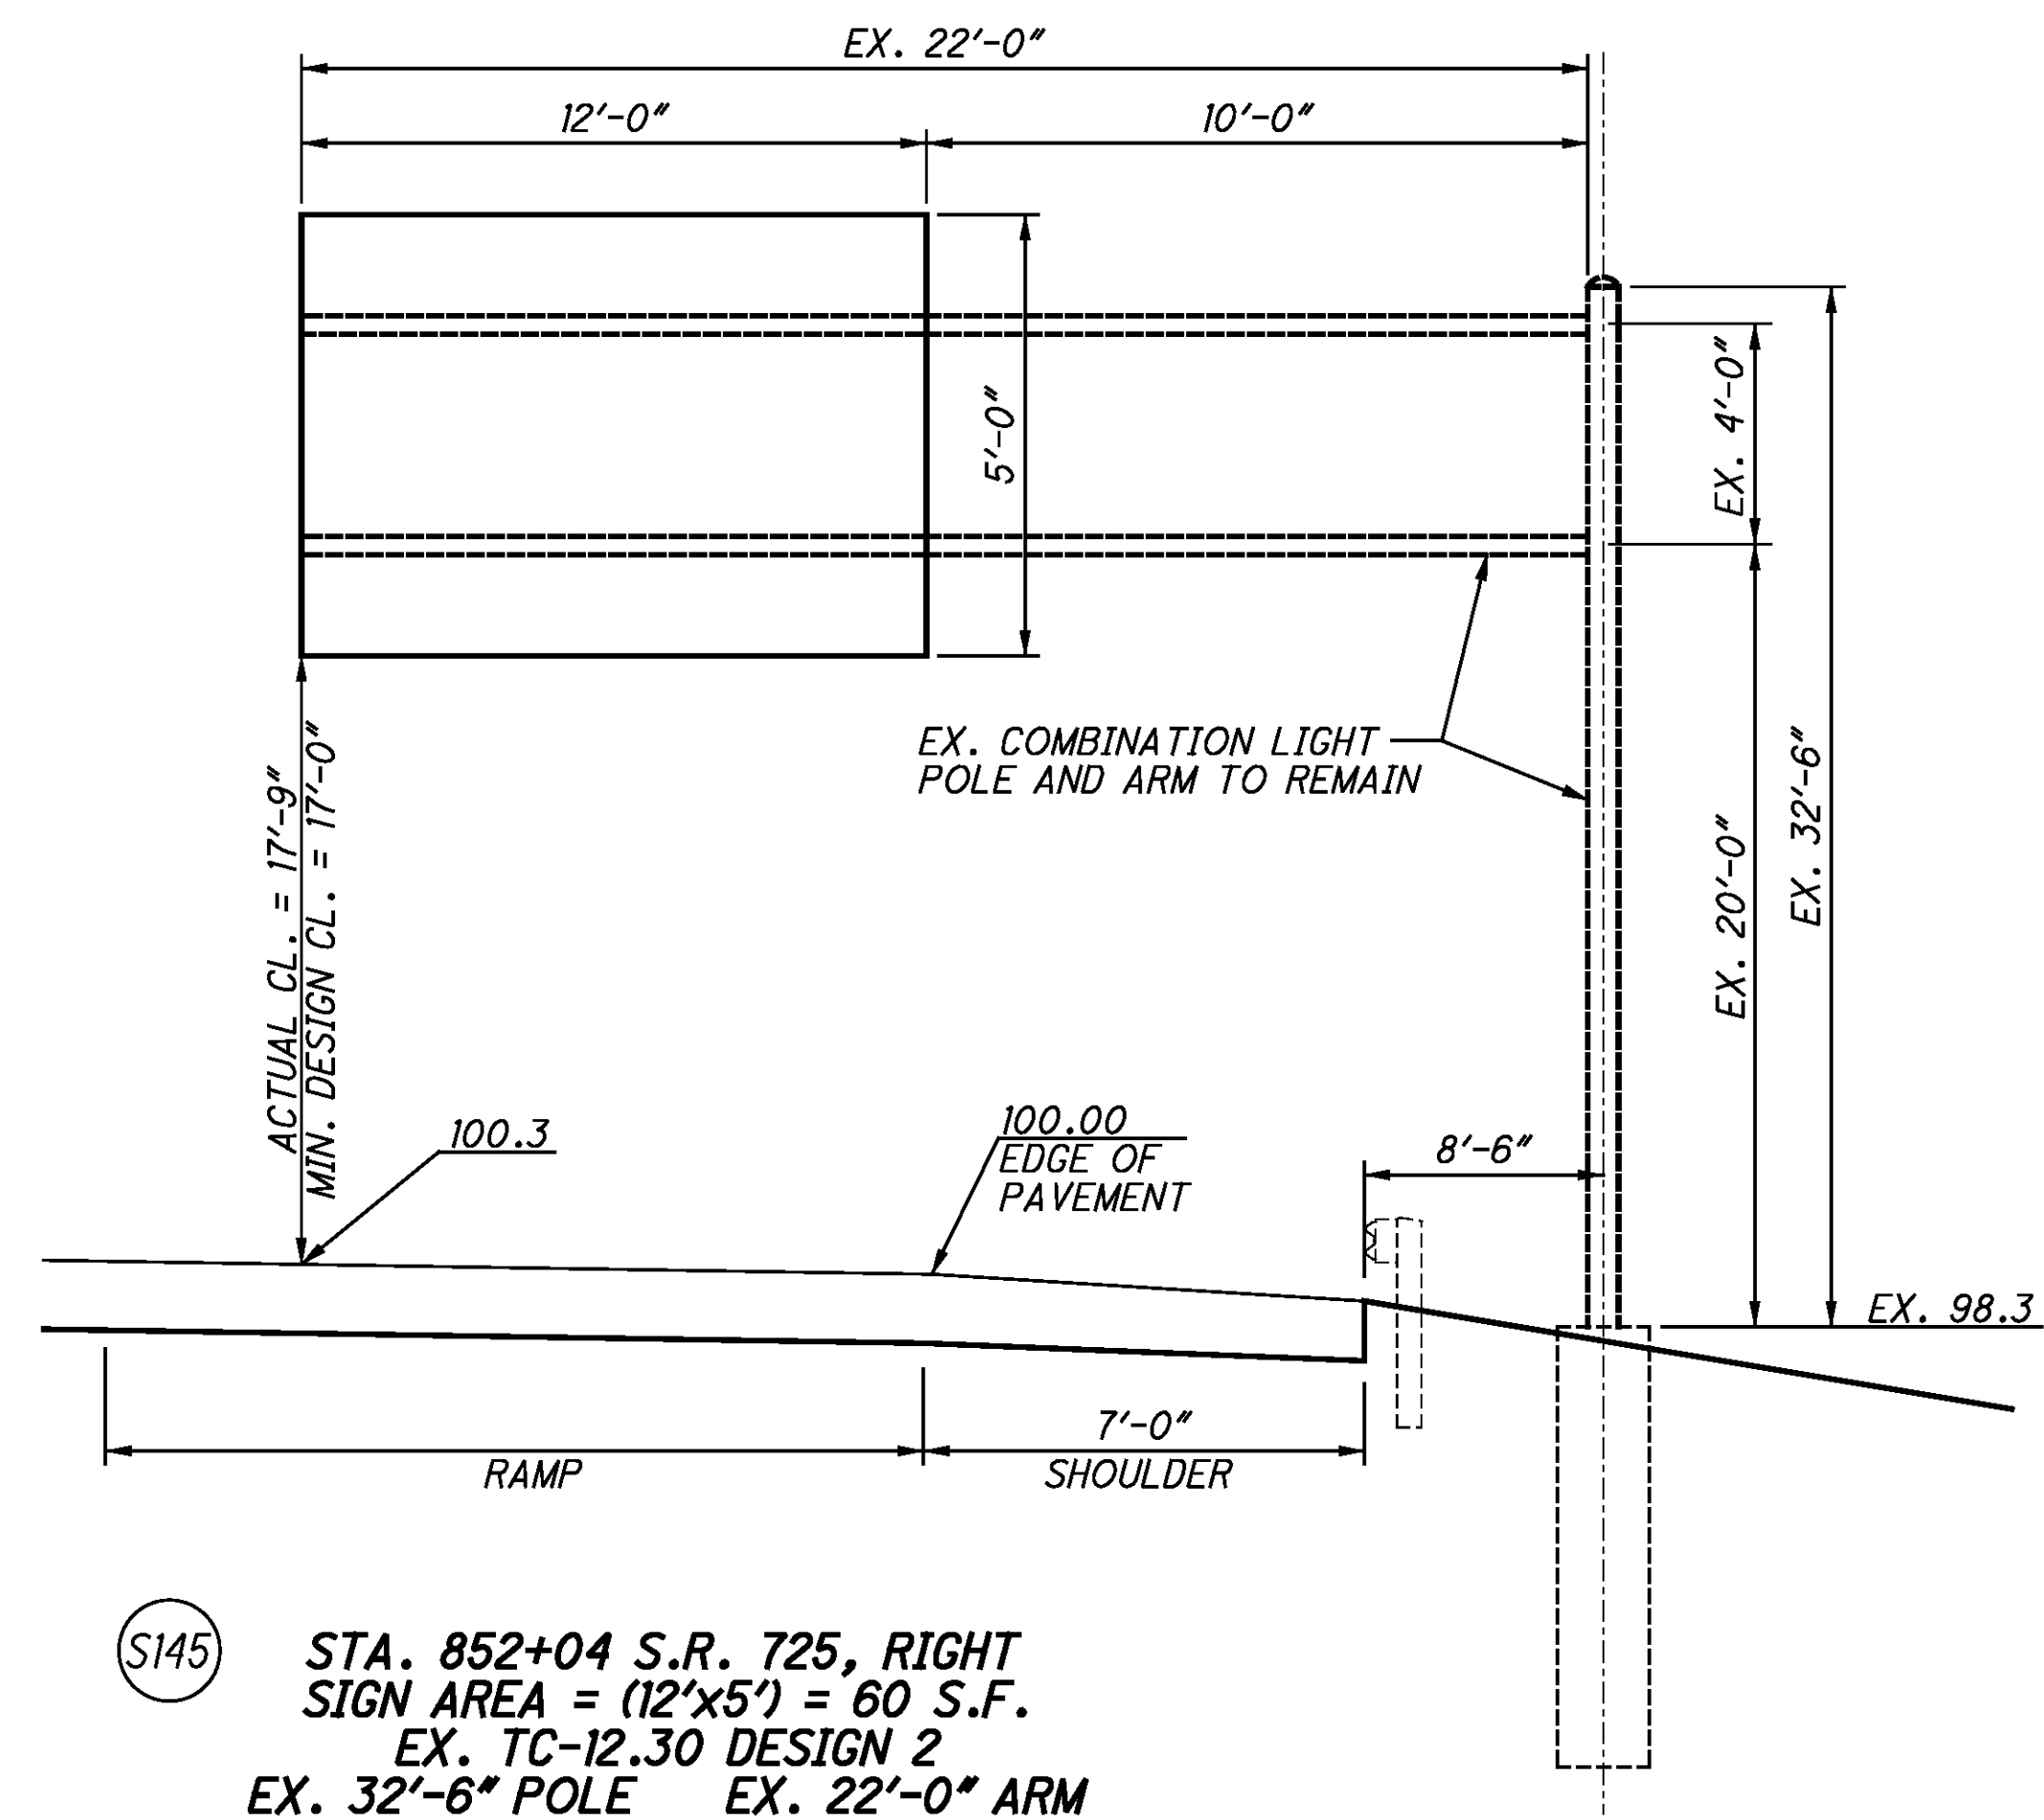 EX. 22'-0"
12'-0"
10'-0"
5'-0"
EX. 4'-0"
EX. COMBINATION LIGHT
POLE AND ARM TO REMAIN
EX. 20'-0"
EX. 32'-6"
ACTUAL CL. = 17'-9"
MIN. DESIGN CL. = 17'-0"
100.3
100.00
EDGE OF
PAVEMENT
8'-6"
EX. 98.3
7'-0"
RAMP
SHOULDER
S145
STA. 852+04 S.R. 725, RIGHT
SIGN AREA = (12'x5') = 60 S.F.
EX. TC-12.30 DESIGN 2
EX. 32'-6" POLE EX. 22'-0" ARM